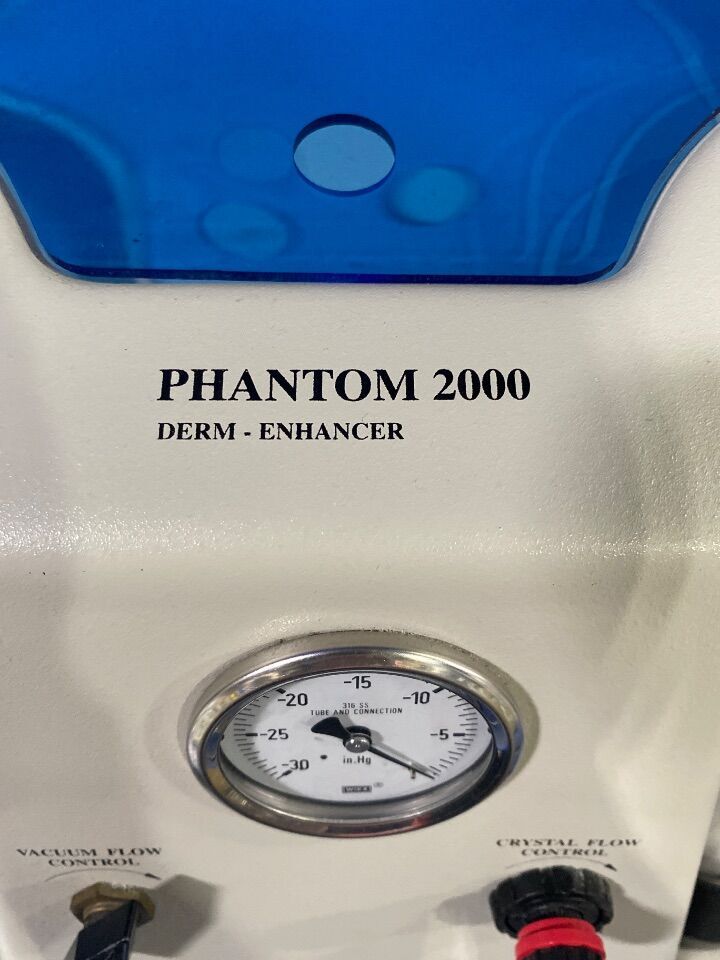 PHANTOM 2000
DERM - ENHANCER
-15
-20
-10
316 SS
TUBE AND CONNECTION
-25
-5
-30
in.Hg
WIKA
®
VACUUM FLOW
CONTROL
CRYSTAL FLOW
CONTROL